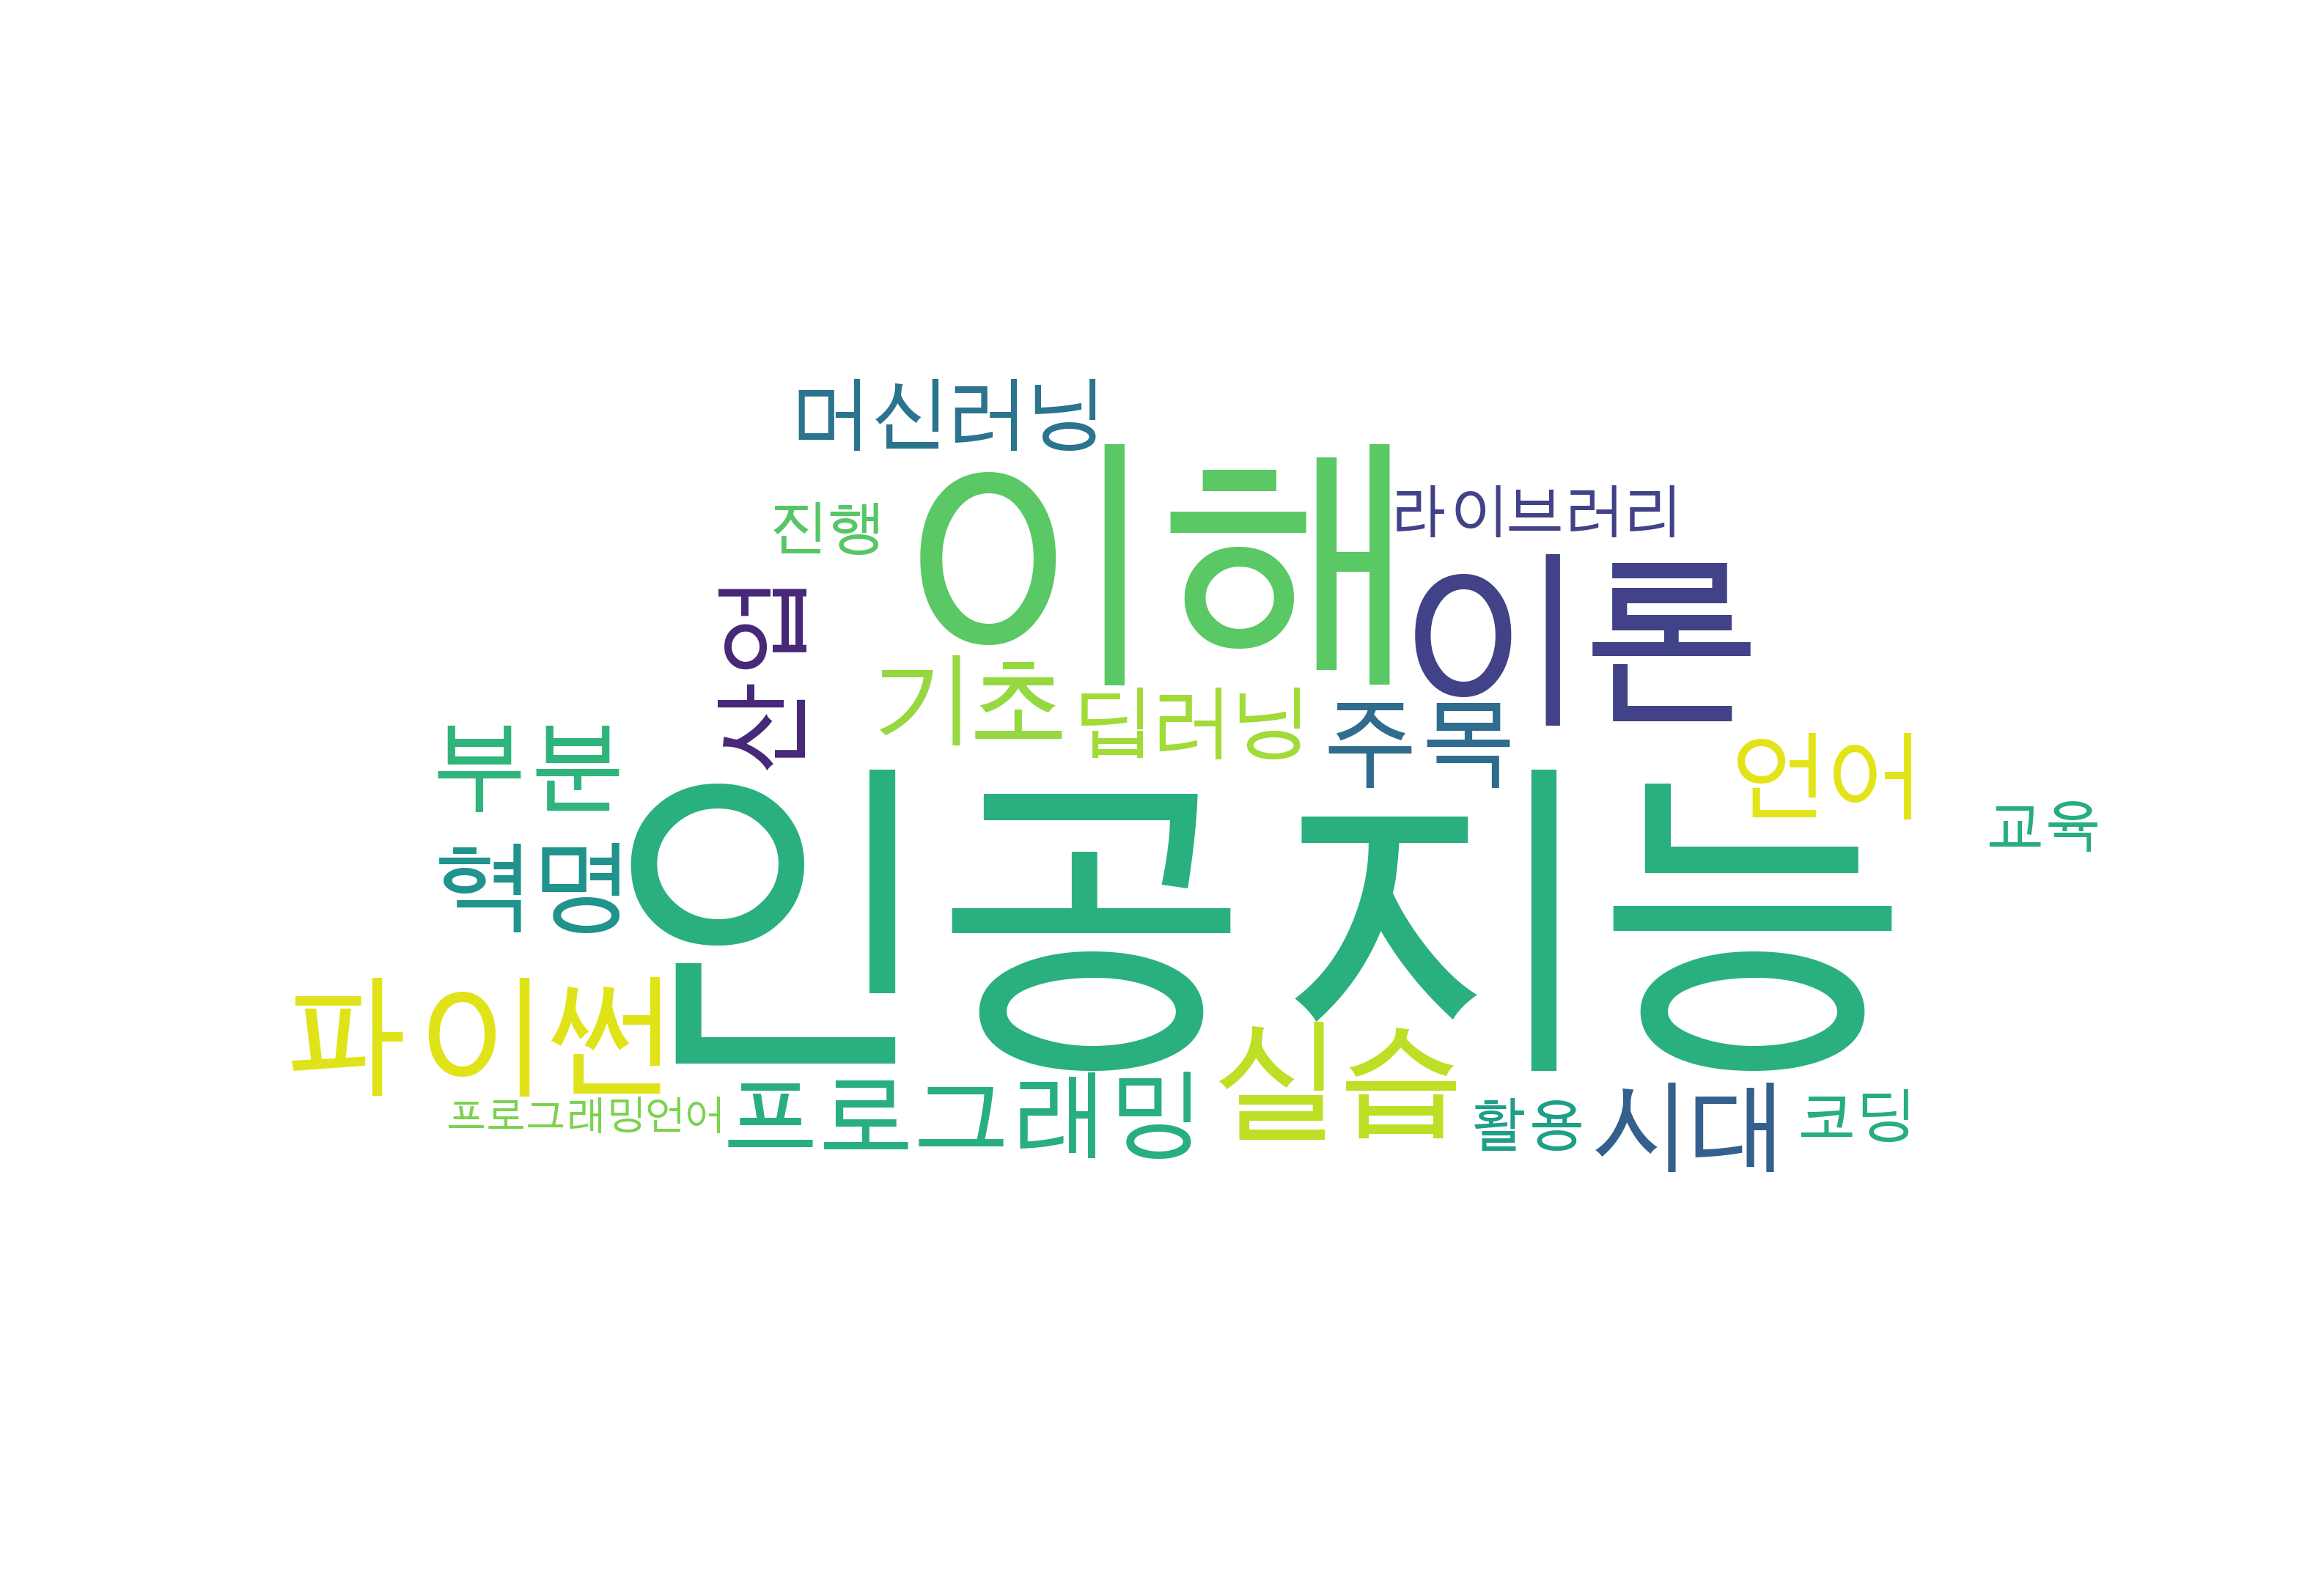 머신러닝
이해
라이브러리
진행
이론
산업
기초
딥러닝
주목
부분
언어
교육
인공지능
혁명
파이썬
실습
프로그래밍언어
프로그래밍
활용
시대
코딩